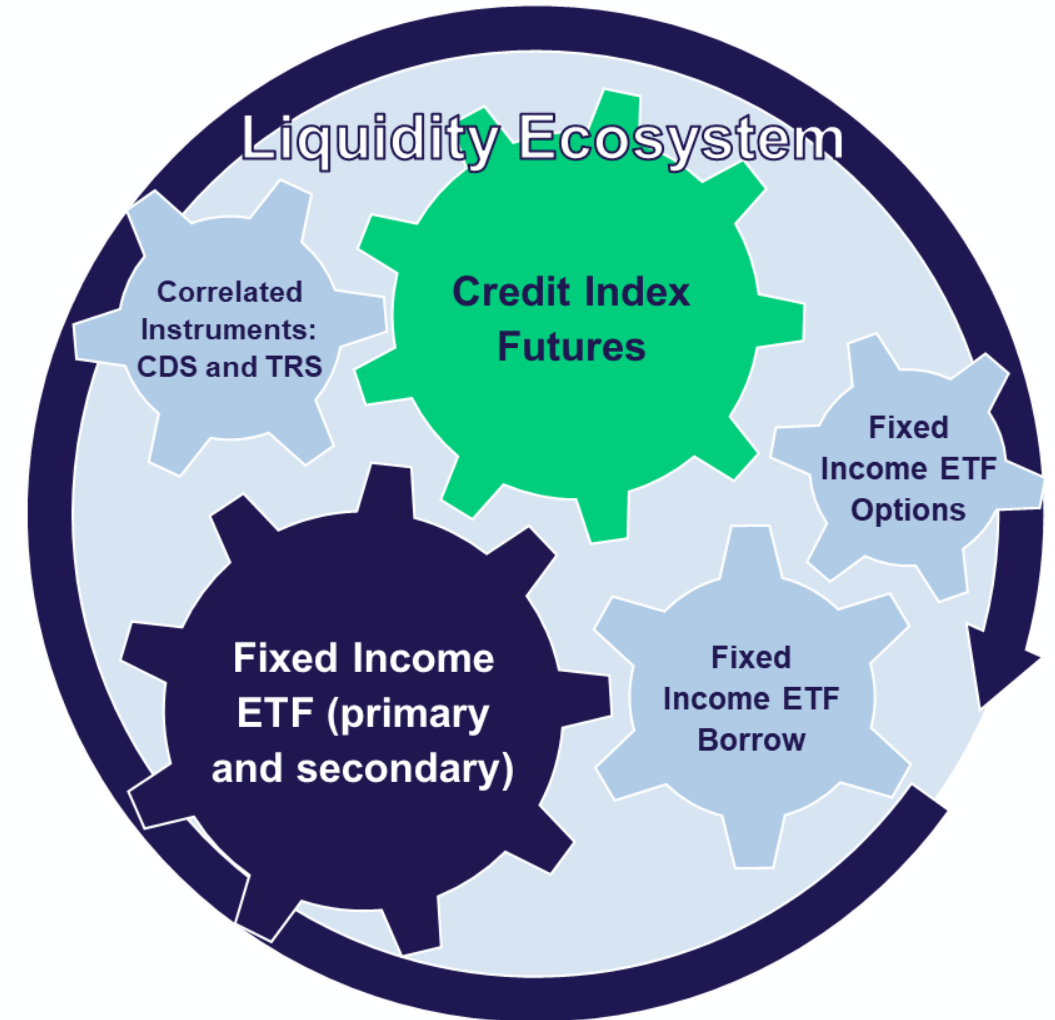 Liquidity Ecosystem
Correlated
Instruments:
CDS and TRS
Credit Index
Futures
Fixed
Income ETF
Options
Fixed Income
ETF (primary
and secondary)
Fixed
Income ETF
Borrow